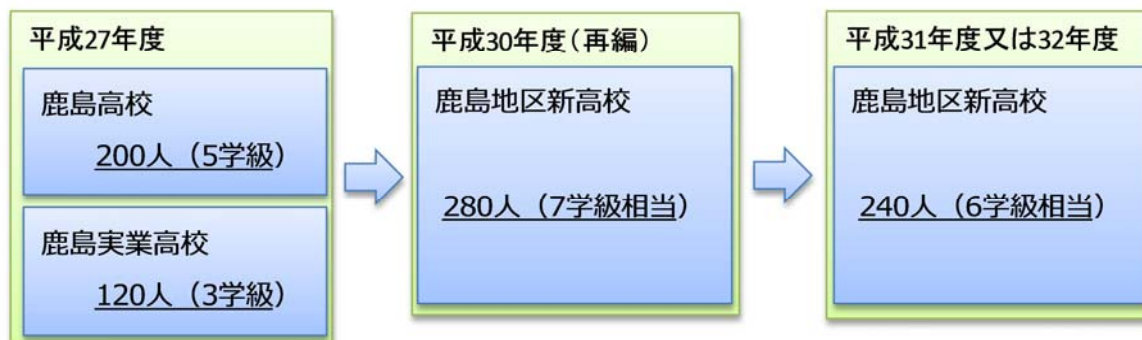 平成27年度
鹿島高校
200人（5学級）
鹿島実業高校
120人（3学級）
平成30年度（再編）
鹿島地区新高校
280人（7学級相当）
平成31年度又は32年度
鹿島地区新高校
240人（6学級相当）